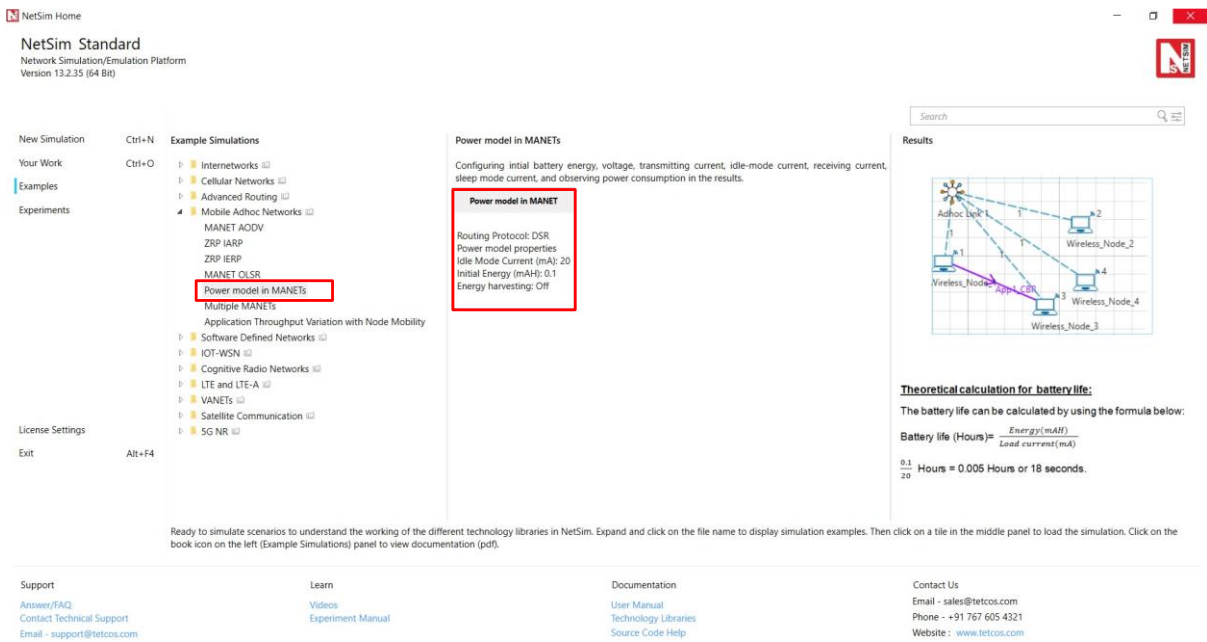 NetSim Home
NetSim Standard
Network Simulation/Emulation Platform
Version 13.2.35 (64 Bit)
NETSIM
Search
New Simulation Ctrl+N
Your Work Ctrl+O
Examples
Experiments
License Settings
Exit Alt+F4
Example Simulations
Internetworks
Cellular Networks
Advanced Routing
Mobile Adhoc Networks
MANET AODV
ZRP IARP
ZRP IERP
MANET OLSR
Power model in MANETs
Multiple MANETs
Application Throughput Variation with Node Mobility
Software Defined Networks
IOT-WSN
Cognitive Radio Networks
LTE and LTE-A
VANETs
Satellite Communication
5G NR
Power model in MANETs
Configuring intial battery energy, voltage, transmitting current, idle-mode current, receiving current,
sleep mode current, and observing power consumption in the results.
Power model in MANET
Routing Protocol: DSR
Power model properties
Idle Mode Current (mA): 20
Initial Energy (mAH): 0.1
Energy harvesting: Off
Results
Adhoc Link 1
1
2
Wireless_Node_2
1
1
1
1
4
Wireless_Node_4
App1_CBR
3
Wireless_Node_3
Theoretical calculation for battery life:
The battery life can be calculated by using the formula below:
Battery life (Hours)= Energy(mAH) / Load current(mA)
0.1/20 Hours = 0.005 Hours or 18 seconds.
Ready to simulate scenarios to understand the working of the different technology libraries in NetSim. Expand and click on the file name to display simulation examples. Then click on a tile in the middle panel to load the simulation. Click on the
book icon on the left (Example Simulations) panel to view documentation (pdf).
Support
Answer/FAQ
Contact Technical Support
Email - support@tetcos.com
Learn
Videos
Experiment Manual
Documentation
User Manual
Technology Libraries
Source Code Help
Contact Us
Email - sales@tetcos.com
Phone - +91 767 605 4321
Website : www.tetcos.com